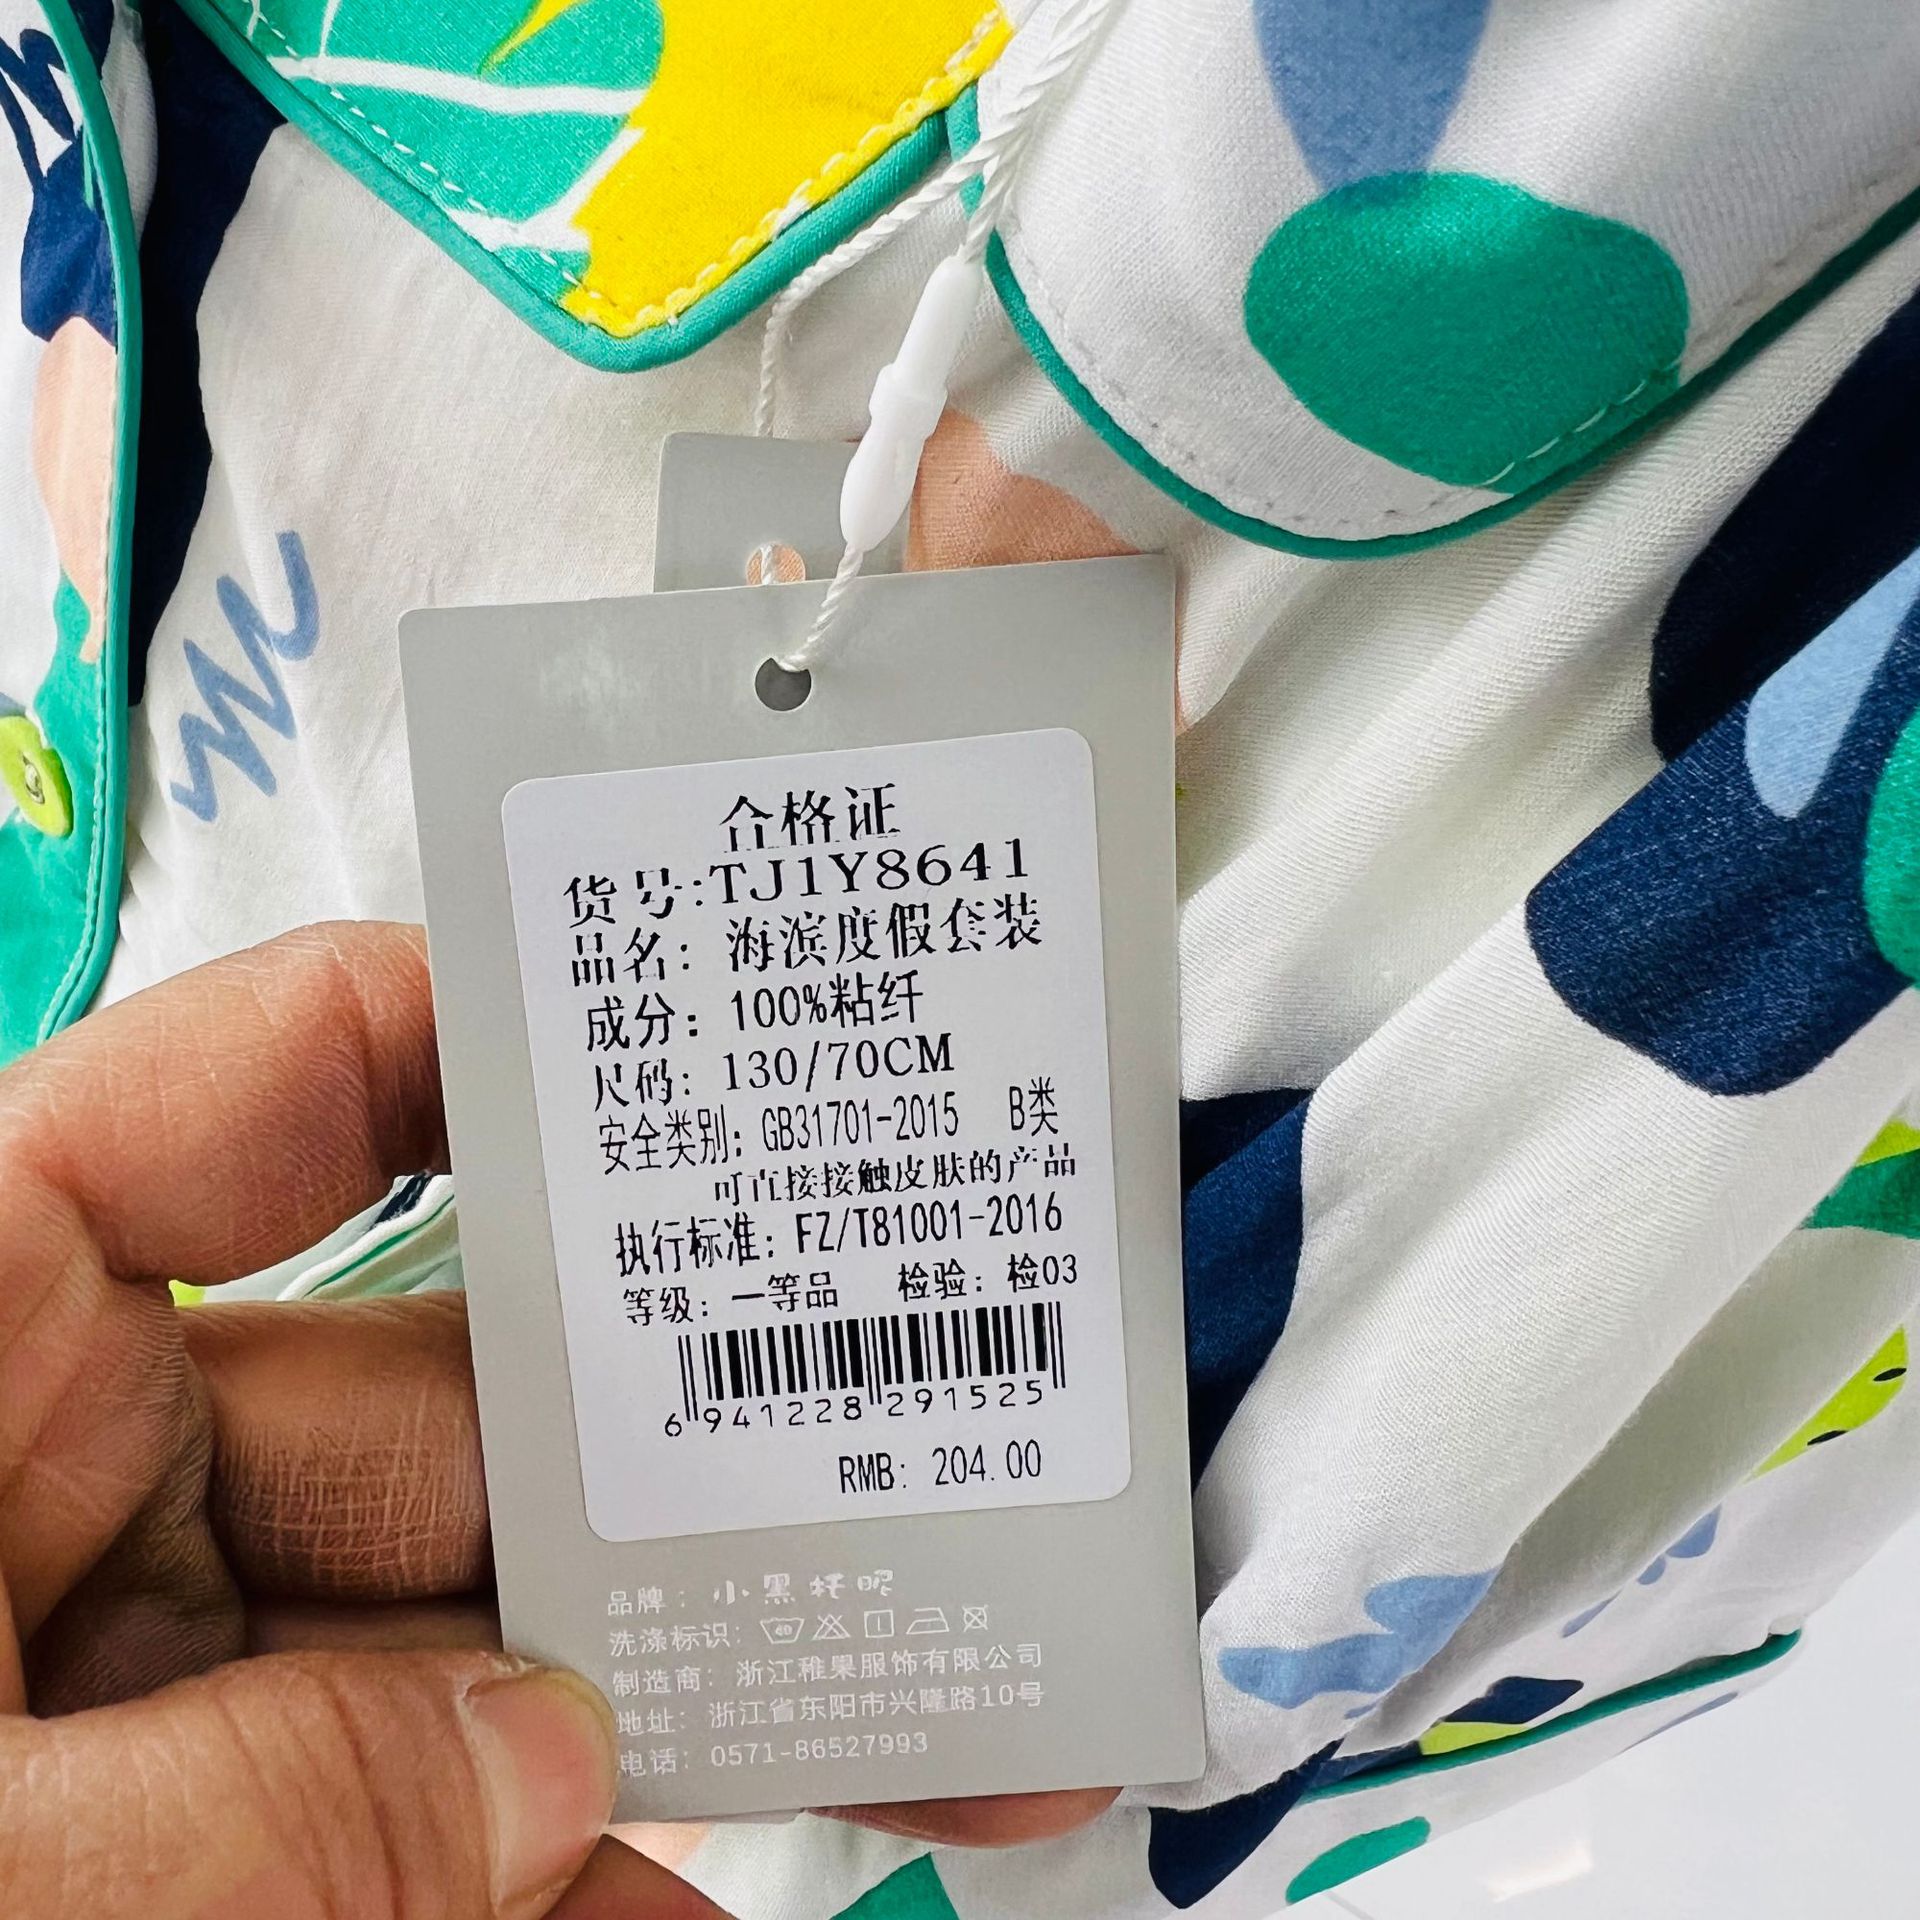 合格证
货号:TJ1Y8641
品名：海滨度假套装
成分：100%粘纤
尺码：130/70CM
安全类别：GB31701-2015 B类
可直接接触皮肤的产品
执行标准：FZ/T81001-2016
等级：一等品 检验：检03
6 941228 291525
RMB: 204.00
品牌：小黑托昵
洗涤标识：40
制造商：浙江稚果服饰有限公司
地址：浙江省东阳市兴隆路10号
电话：0571-86527993